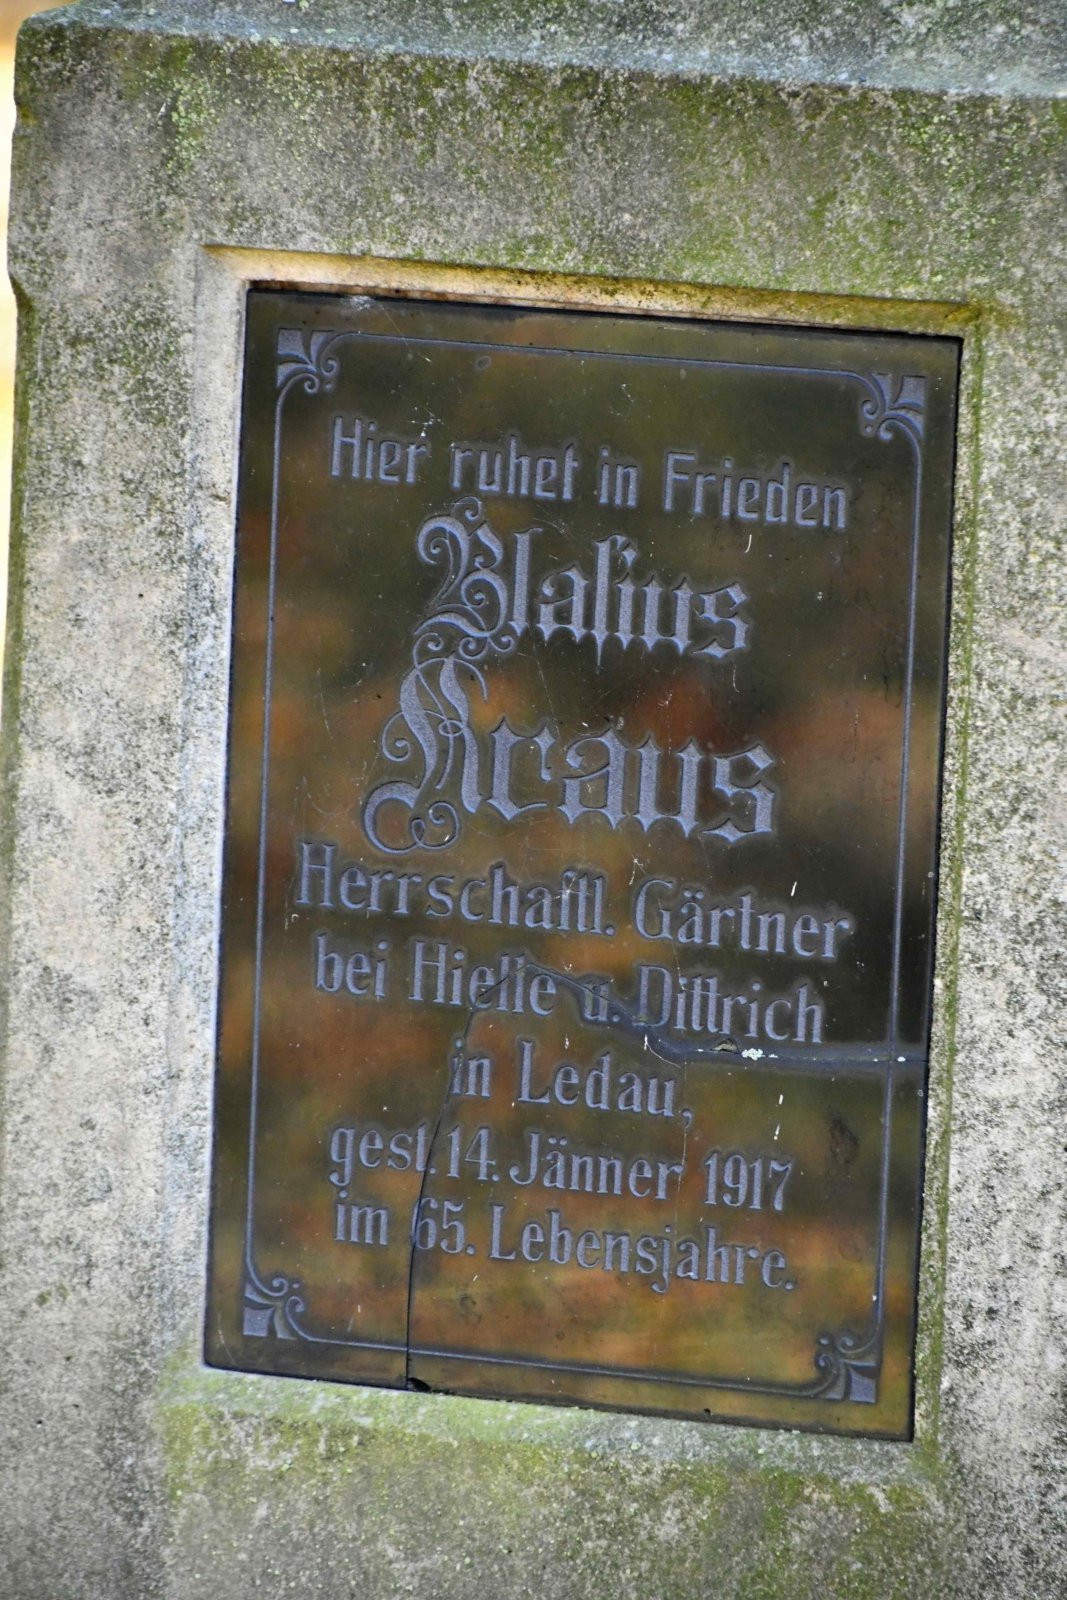 Hier ruhet in Frieden
Blaſius
Kraus
Herrschaftl. Gärtner
bei Hielle u. Dittrich
in Ledau,
gest. 14. Jänner 1917
im 65. Lebensjahre.